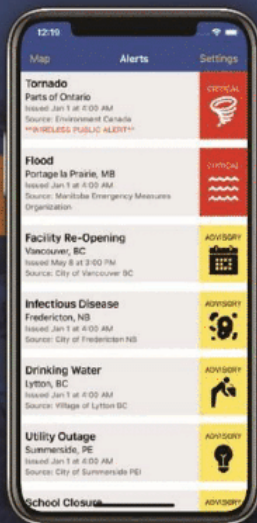 12:19
Map Alerts Settings
Tornado
Parts of Ontario
Issued Jan 1 at 4:00 AM
Source: Environment Canada
**WIRELESS PUBLIC ALERT**
CRITICAL
Flood
Portage la Prairie, MB
Issued Jan 1 at 4:00 AM
Source: Manitoba Emergency Measures
Organization
CRITICAL
Facility Re-Opening
Vancouver, BC
Issued May 8 at 3:00 PM
Source: City of Vancouver BC
ADVISORY
Infectious Disease
Fredericton, NB
Issued Jan 1 at 4:00 AM
Source: City of Fredericton NB
ADVISORY
Drinking Water
Lytton, BC
Issued Jan 1 at 4:00 AM
Source: Village of Lytton BC
ADVISORY
Utility Outage
Summerside, PE
Issued Jan 1 at 4:00 AM
Source: City of Summerside PEI
ADVISORY
School Closure
ADVISORY